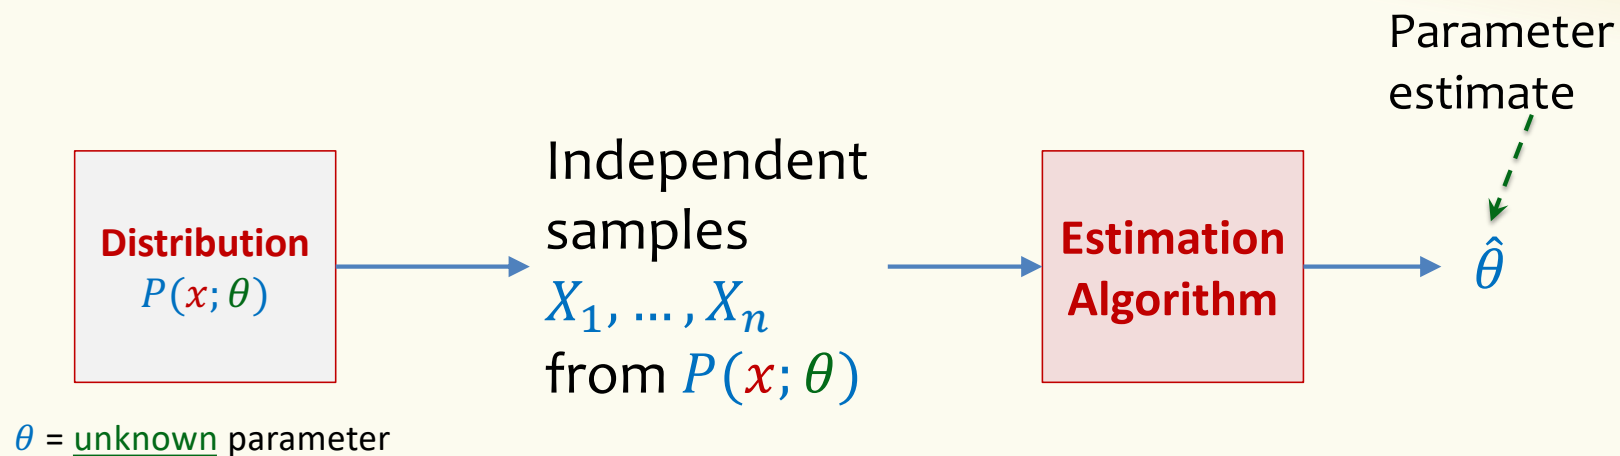 Parameter
estimate
Distribution
P(x; θ)
Independent
samples
X₁, … , Xₙ
from P(x; θ)
Estimation
Algorithm
θ̂
θ = unknown parameter